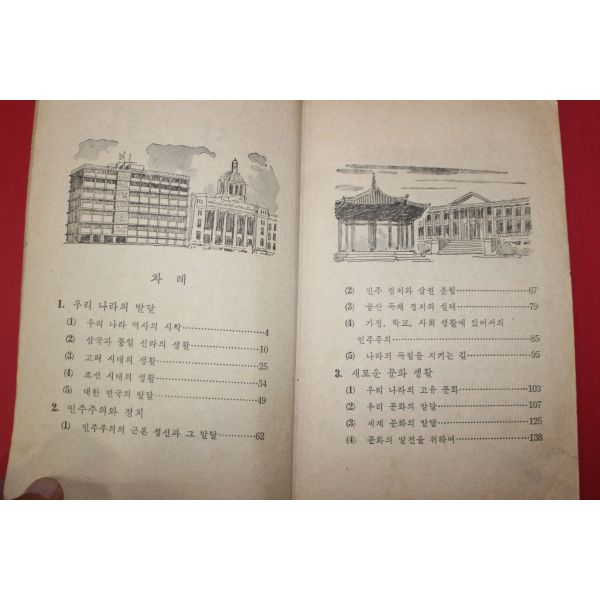 차 례
1. 우리 나라의 발달
(1) 우리 나라 역사의 시작 4
(2) 삼국과 통일 신라의 생활 10
(3) 고려 시대의 생활 25
(4) 조선 시대의 생활 34
(5) 대한 민국의 발달 49
2. 민주주의와 정치
(1) 민주주의의 근본 정신과 그 발달 62
(2) 민주 정치와 삼권 분립 67
(3) 공산 독재 정치의 실태 79
(4) 가정, 학교, 사회 생활에 있어서의
민주주의 85
(5) 나라의 독립을 지키는 길 95
3. 새로운 문화 생활
(1) 우리 나라의 고유 문화 103
(2) 우리 문화의 발달 107
(3) 세계 문화의 발달 125
(4) 문화의 발전을 위하여 138